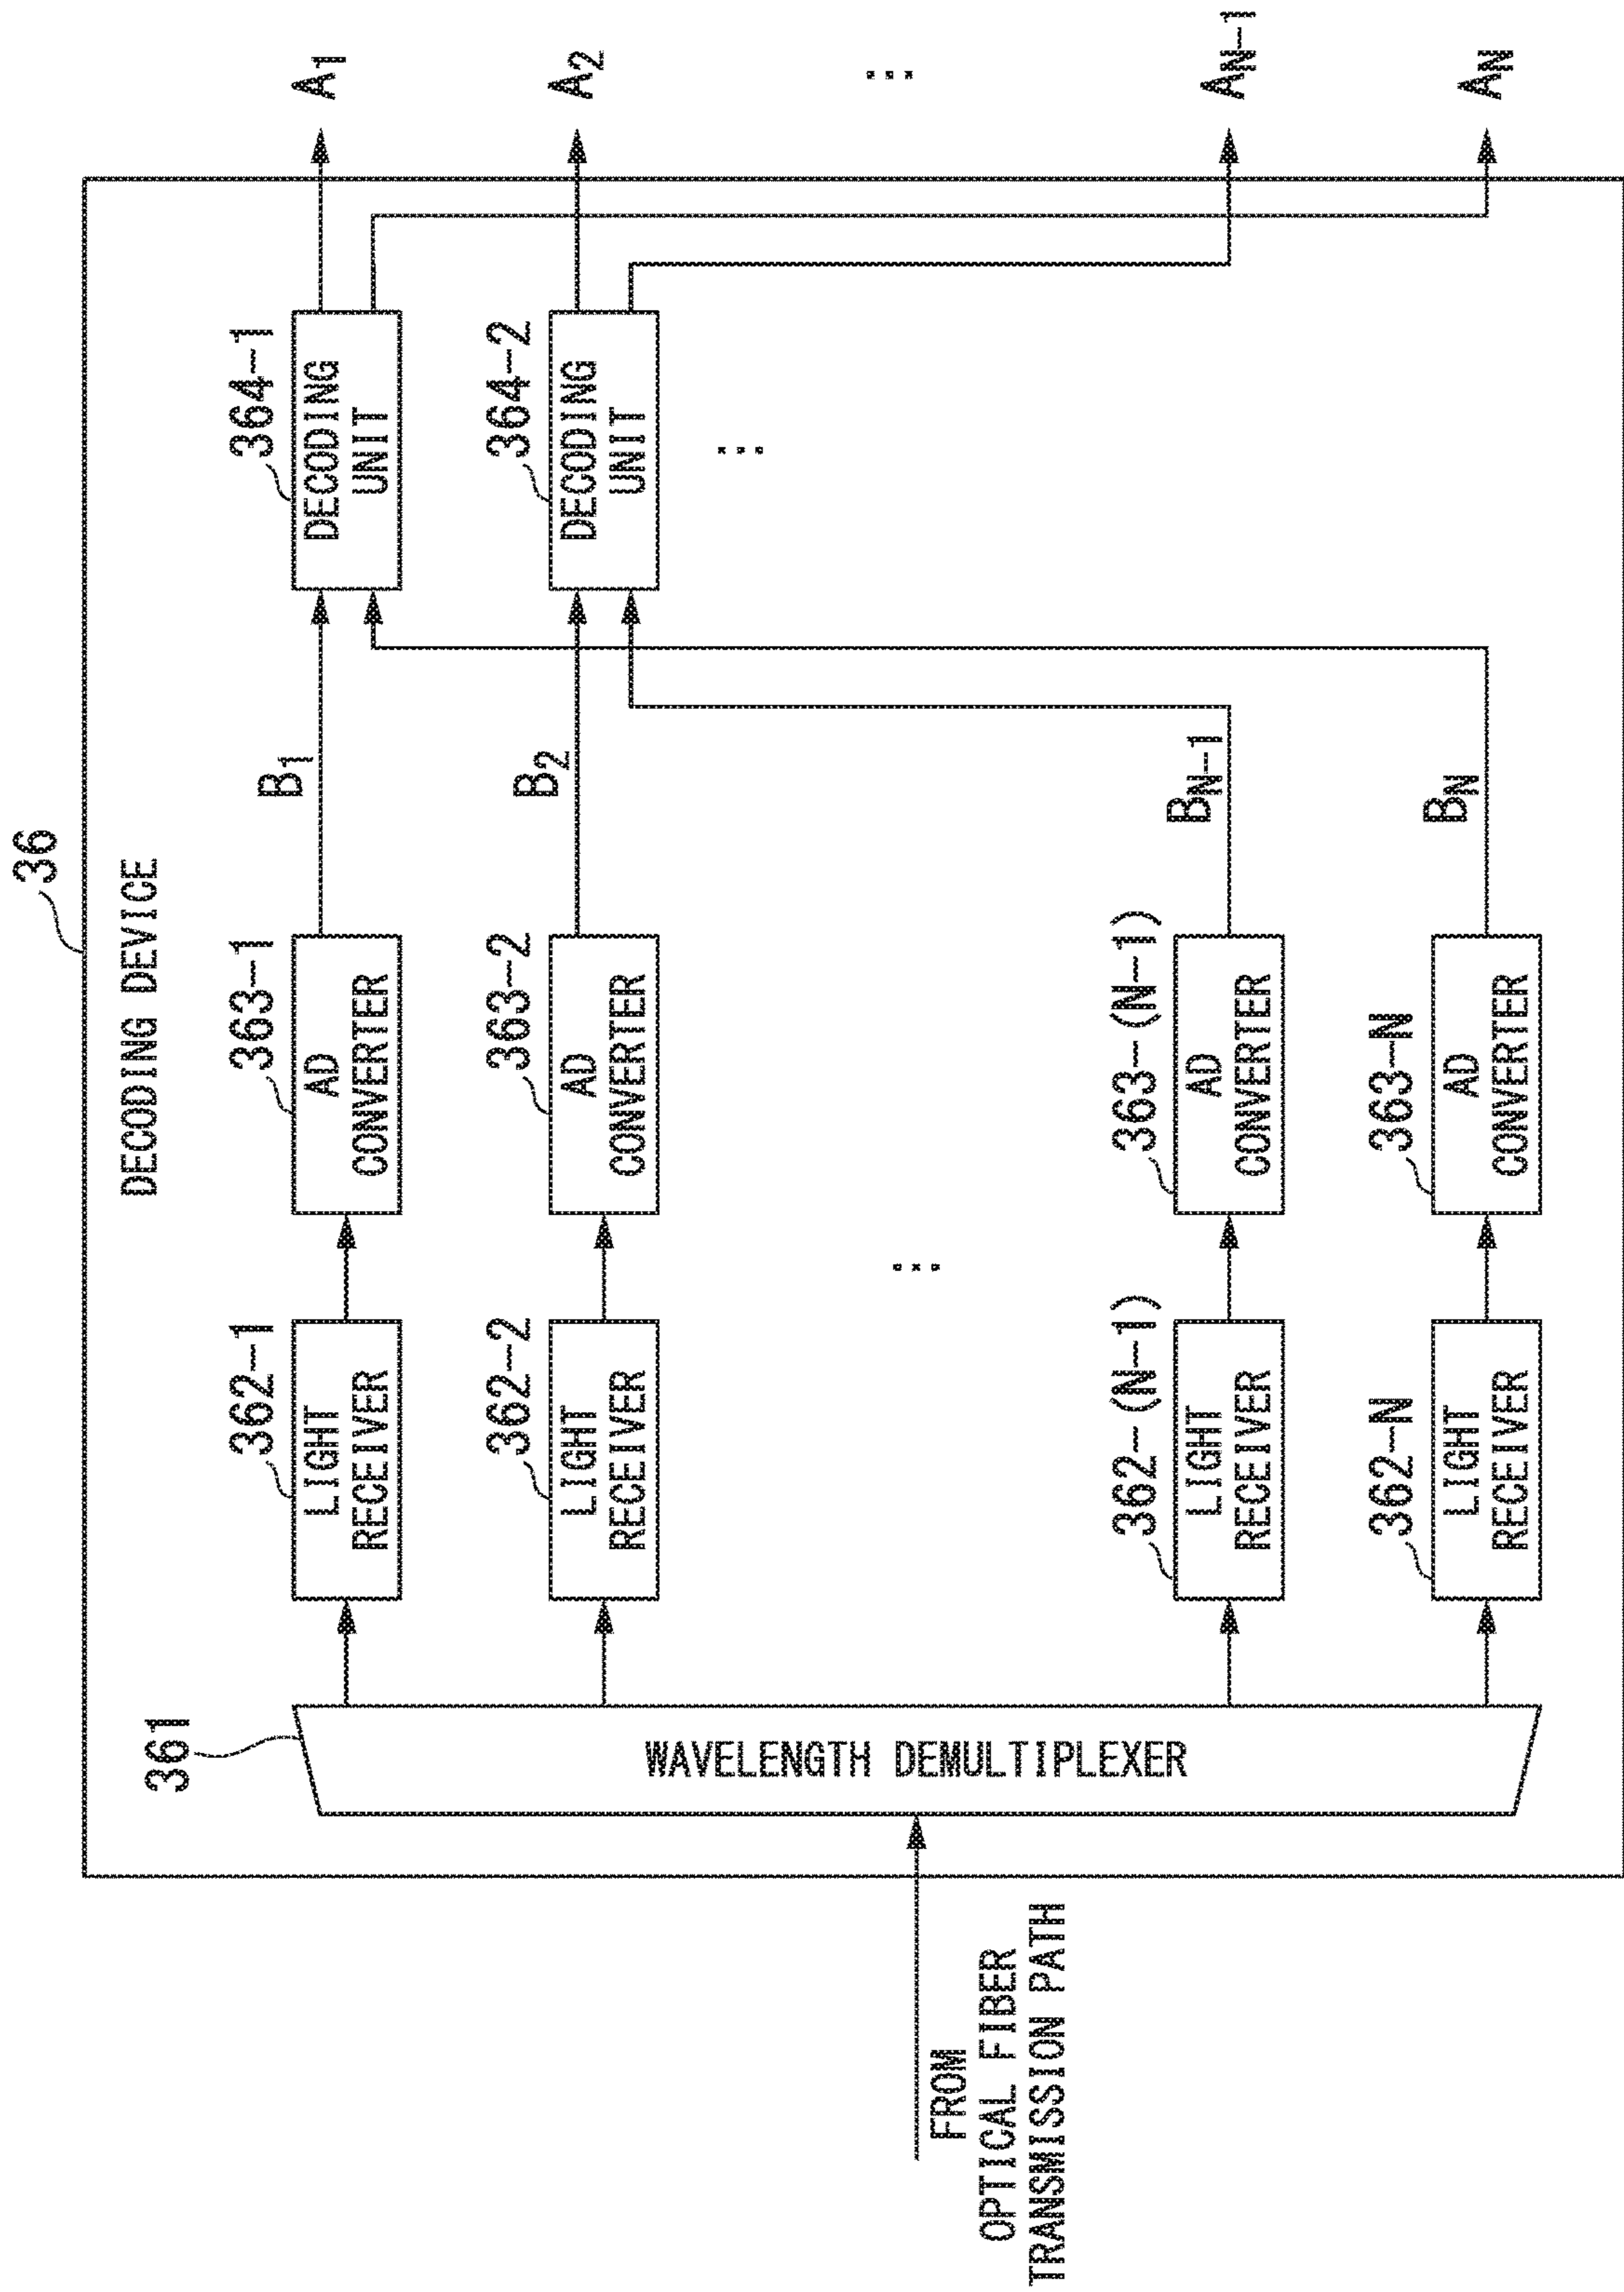 36
DECODING DEVICE
361
WAVELENGTH DEMULTIPLEXER
FROM
OPTICAL FIBER
TRANSMISSION PATH
362-1
LIGHT
RECEIVER
363-1
AD
CONVERTER
B1
364-1
DECODING
UNIT
A1
362-2
LIGHT
RECEIVER
363-2
AD
CONVERTER
B2
364-2
DECODING
UNIT
A2
...
...
...
362-(N-1)
LIGHT
RECEIVER
363-(N-1)
AD
CONVERTER
BN-1
AN-1
362-N
LIGHT
RECEIVER
363-N
AD
CONVERTER
BN
AN